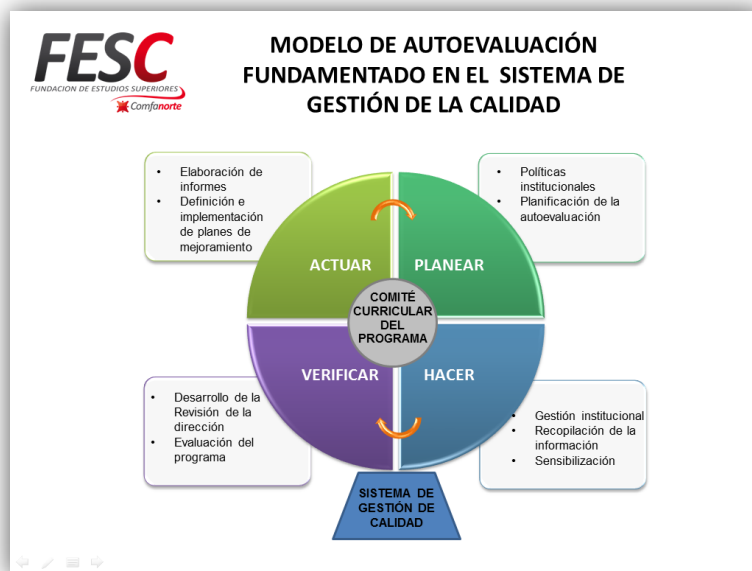 FESC
FUNDACION DE ESTUDIOS SUPERIORES
Comfanorte
MODELO DE AUTOEVALUACIÓN
FUNDAMENTADO EN EL SISTEMA DE
GESTIÓN DE LA CALIDAD
• Elaboración de
informes
• Definición e
implementación
de planes de
mejoramiento
• Políticas
institucionales
• Planificación de la
autoevaluación
ACTUAR
PLANEAR
COMITÉ
CURRICULAR
DEL
PROGRAMA
VERIFICAR
HACER
• Desarrollo de la
Revisión de la
dirección
• Evaluación del
programa
• Gestión institucional
• Recopilación de la
información
• Sensibilización
SISTEMA DE
GESTIÓN DE
CALIDAD